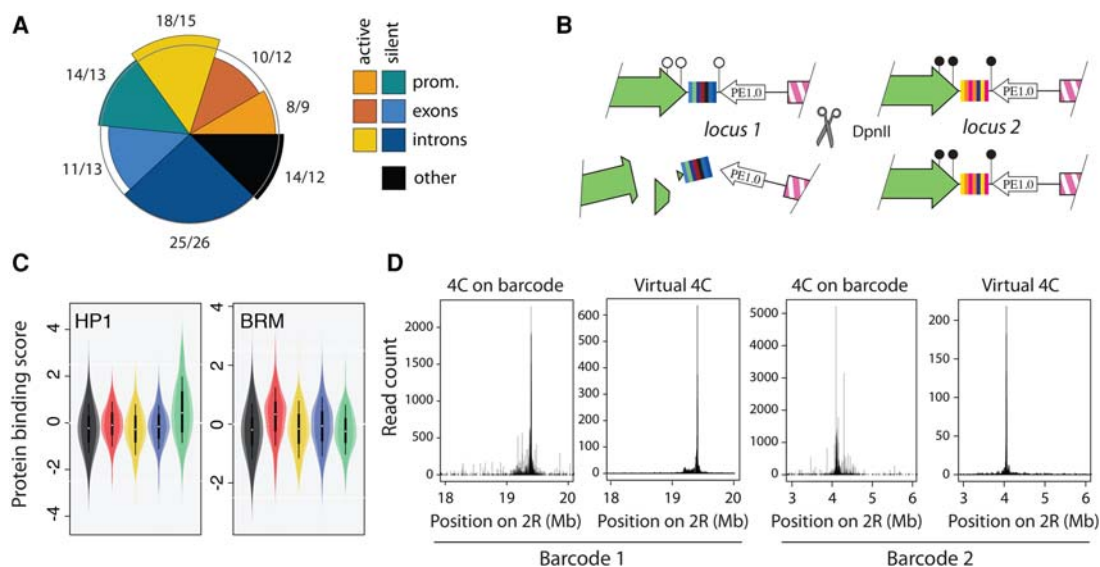 A
18/15
10/12
8/9
14/12
25/26
11/13
14/13
active
silent
prom.
exons
introns
other
B
PE1.0
locus 1
PE1.0
locus 2
DpnII
PE1.0
PE1.0
C
Protein binding score
HP1
4
2
0
-2
-4
BRM
4
2
0
-2
D
Read count
4C on barcode
2000
1500
1000
500
0
18 19 20
Position on 2R (Mb)
Virtual 4C
600
500
400
300
200
100
0
18 19 20
Position on 2R (Mb)
Barcode 1
4C on barcode
5000
4000
3000
2000
1000
0
3 4 5 6
Position on 2R (Mb)
Virtual 4C
200
150
100
50
0
3 4 5 6
Position on 2R (Mb)
Barcode 2